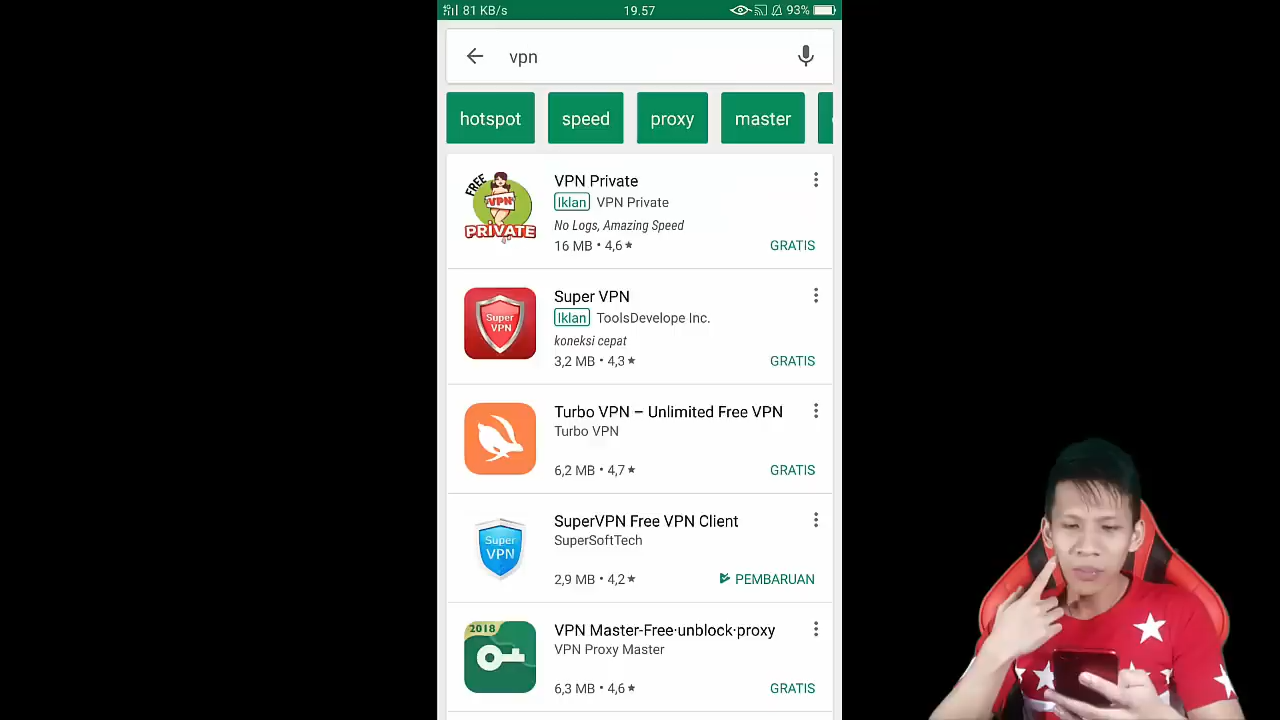 81 KB/s 19.57 93%
vpn
hotspot speed proxy master
FREE
VPN
PRIVATE
VPN Private
Iklan VPN Private
No Logs, Amazing Speed
16 MB • 4,6★ GRATIS
Super VPN
Super VPN
Iklan ToolsDevelope Inc.
koneksi cepat
3,2 MB • 4,3★ GRATIS
Turbo VPN – Unlimited Free VPN
Turbo VPN
6,2 MB • 4,7★ GRATIS
Super VPN
SuperVPN Free VPN Client
SuperSoftTech
2,9 MB • 4,2★ PEMBARUAN
2018
VPN Master-Free·unblock·proxy
VPN Proxy Master
6,3 MB • 4,6★ GRATIS